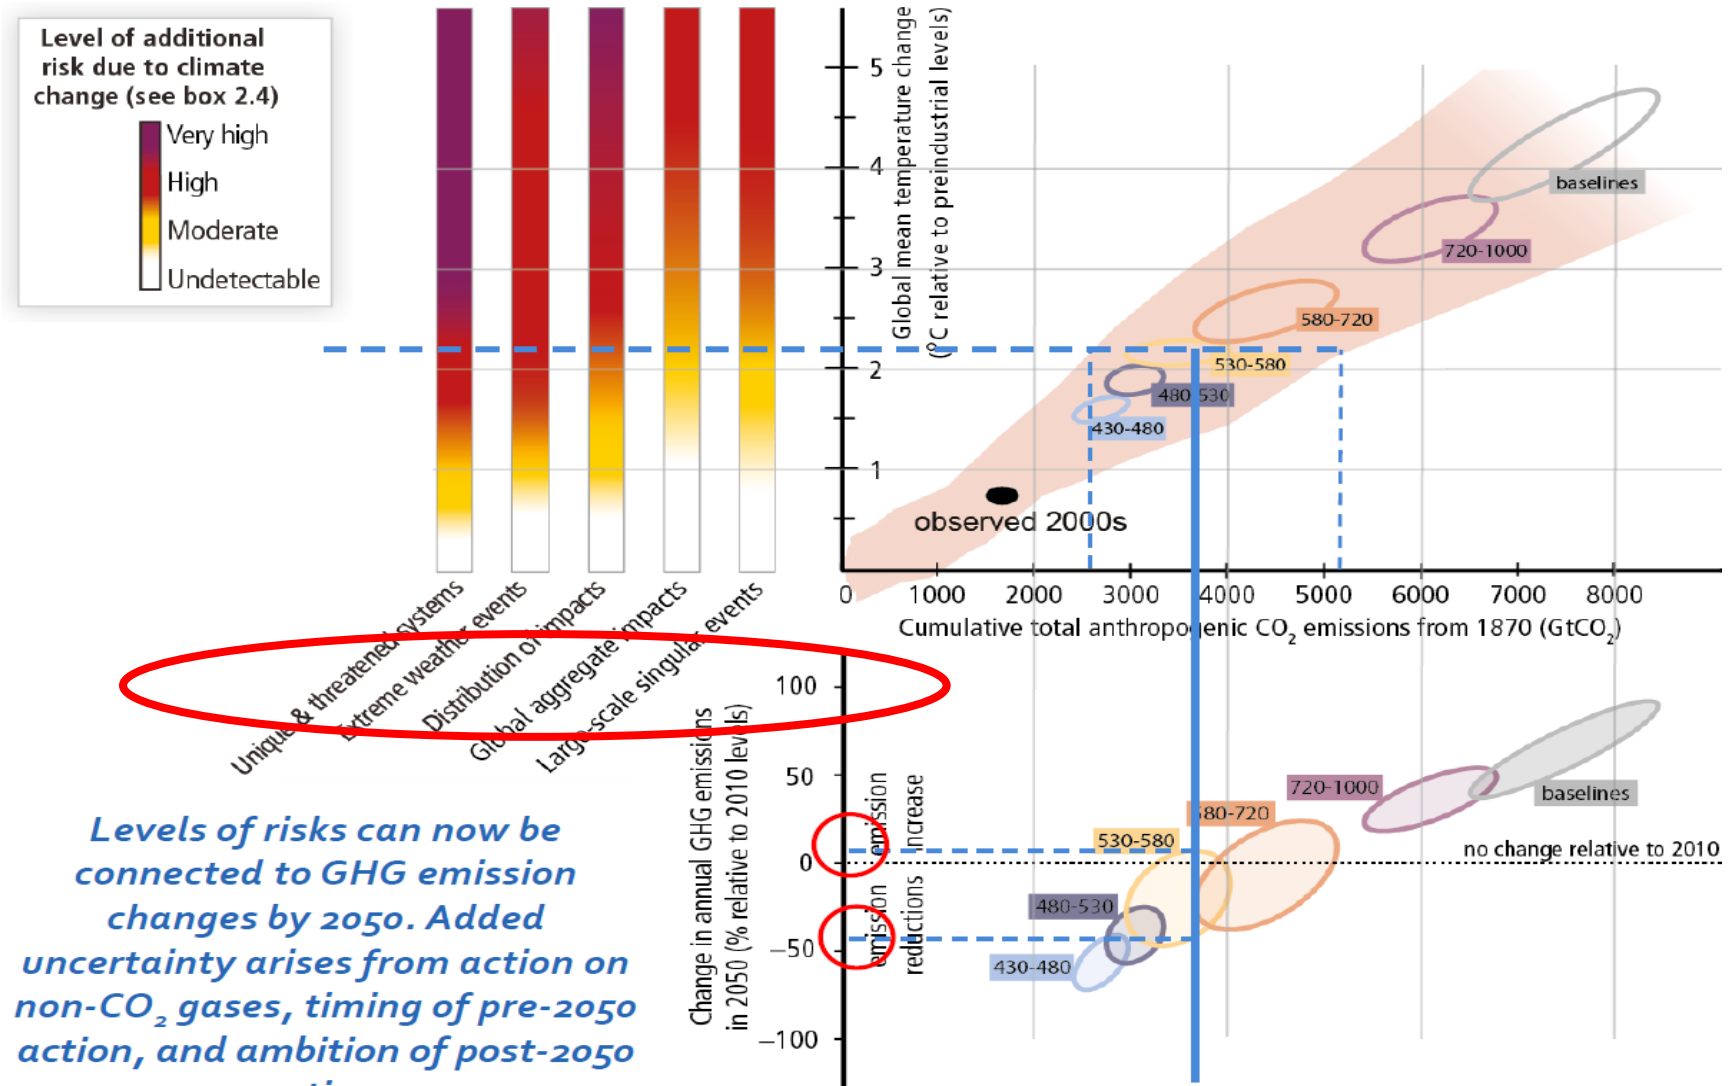 Level of additional
risk due to climate
change (see box 2.4)
Very high
High
Moderate
Undetectable
Unique & threatened systems
Extreme weather events
Distribution of impacts
Global aggregate impacts
Large-scale singular events
Global mean temperature change
(°C relative to preindustrial levels)
5
4
3
2
1
baselines
720-1000
580-720
530-580
480-530
430-480
observed 2000s
0 1000 2000 3000 4000 5000 6000 7000 8000
Cumulative total anthropogenic CO₂ emissions from 1870 (GtCO₂)
Change in annual GHG emissions
in 2050 (% relative to 2010 levels)
100
50
0
−50
−100
emission
increase
emission
reductions
720-1000
baselines
580-720
530-580
no change relative to 2010
480-530
430-480
Levels of risks can now be
connected to GHG emission
changes by 2050. Added
uncertainty arises from action on
non-CO₂ gases, timing of pre-2050
action, and ambition of post-2050